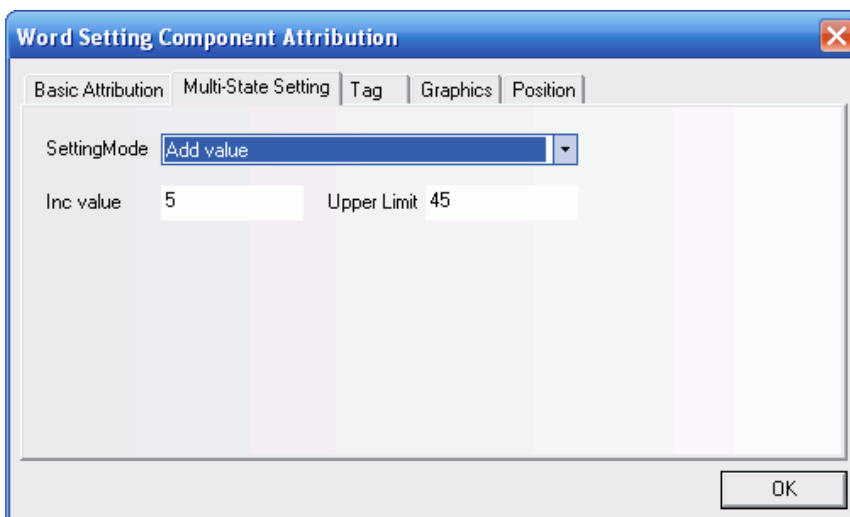 Word Setting Component Attribution
Basic Attribution Multi-State Setting Tag Graphics Position
SettingMode Add value
Inc value 5 Upper Limit 45
OK